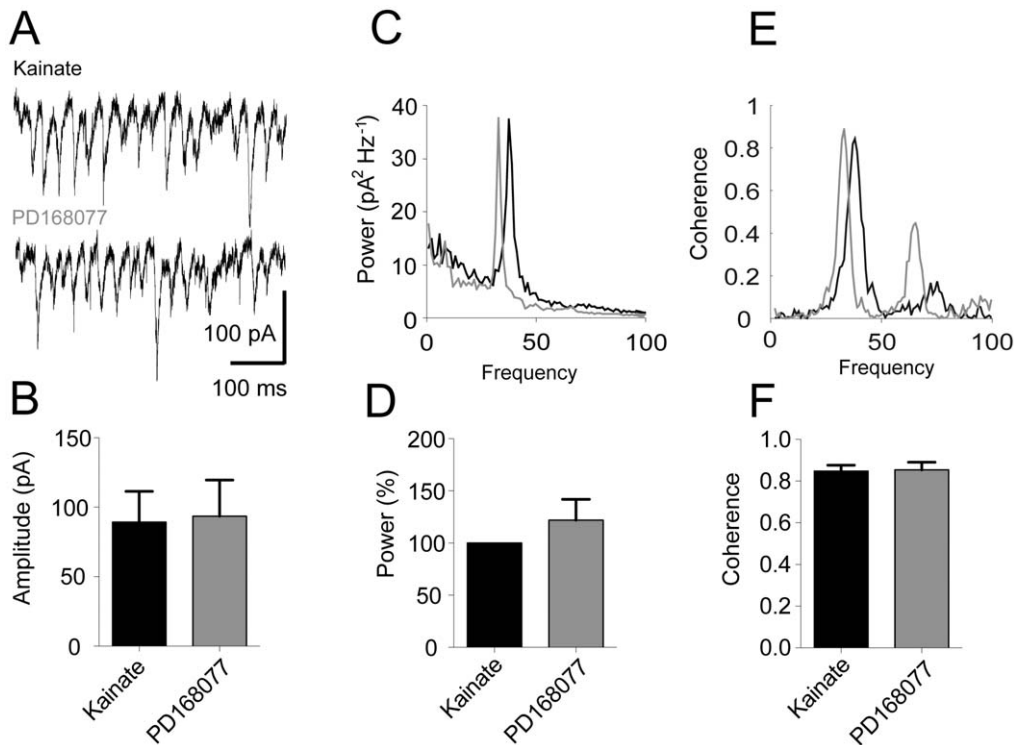 A
Kainate
PD168077
100 pA
100 ms
B
Amplitude (pA)
150
100
50
0
Kainate
PD168077
C
Power (pA² Hz⁻¹)
40
30
20
10
0
0 50 100
Frequency
D
Power (%)
200
150
100
50
0
Kainate
PD168077
E
Coherence
1
0.8
0.6
0.4
0.2
0
0 50 100
Frequency
F
Coherence
1.0
0.8
0.6
0.4
0.2
0.0
Kainate
PD168077